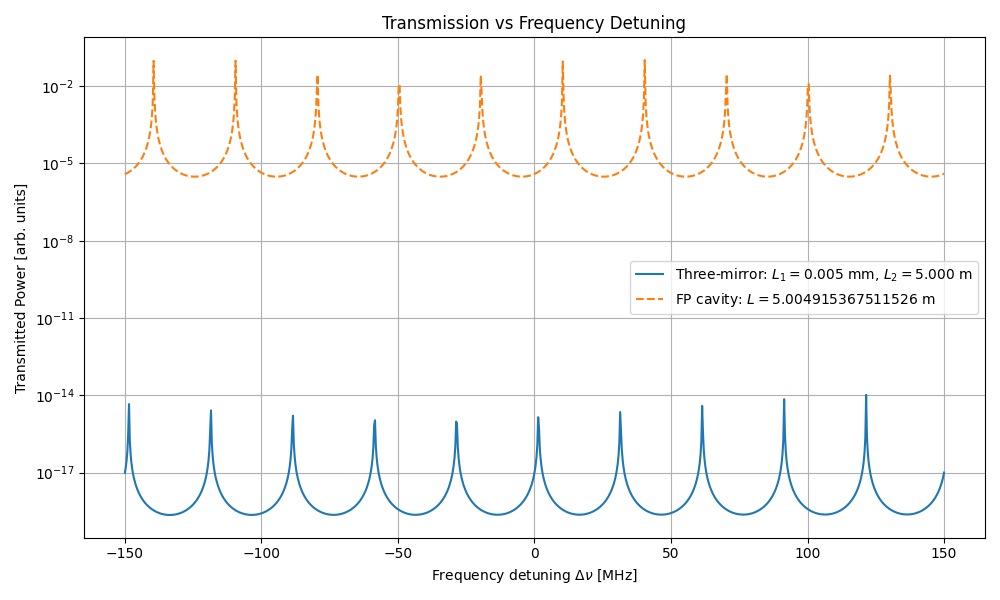 Transmission vs Frequency Detuning
Transmitted Power [arb. units]
10⁻²
10⁻⁵
10⁻⁸
10⁻¹¹
10⁻¹⁴
10⁻¹⁷
Three-mirror: L₁ = 0.005 mm, L₂ = 5.000 m
FP cavity: L = 5.004915367511526 m
−150 −100 −50 0 50 100 150
Frequency detuning Δν [MHz]